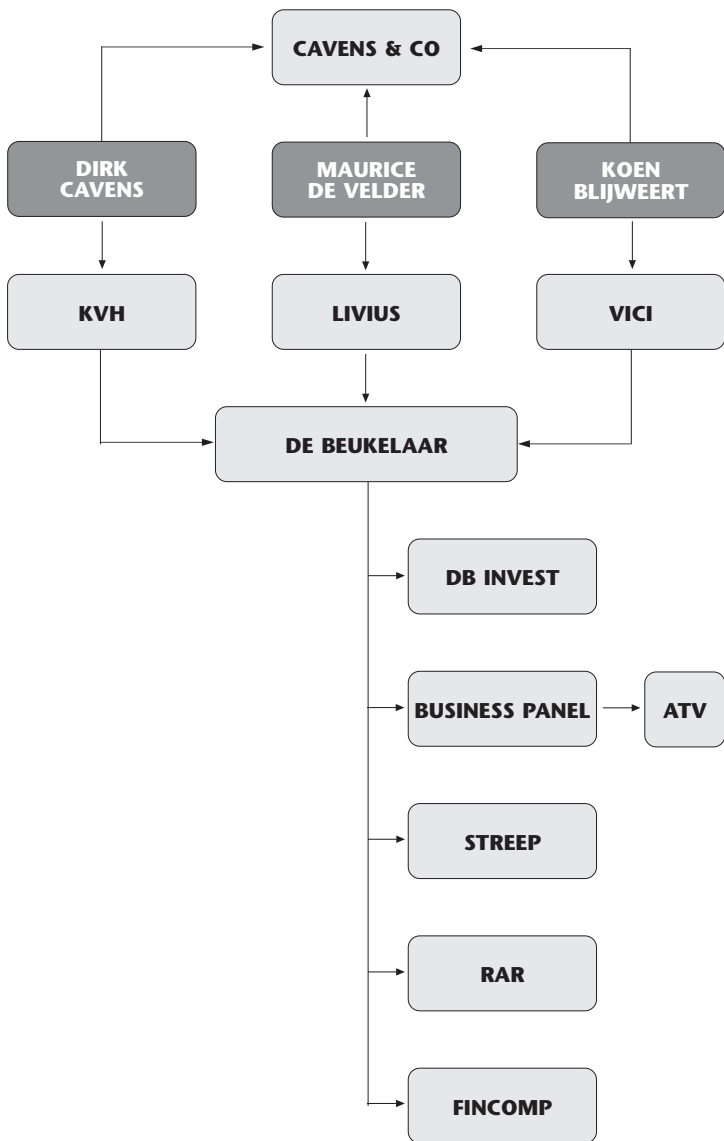 CAVENS & CO
DIRK
CAVENS
MAURICE
DE VELDER
KOEN
BLIJWEERT
KVH
LIVIUS
VICI
DE BEUKELAAR
DB INVEST
BUSINESS PANEL
ATV
STREEP
RAR
FINCOMP